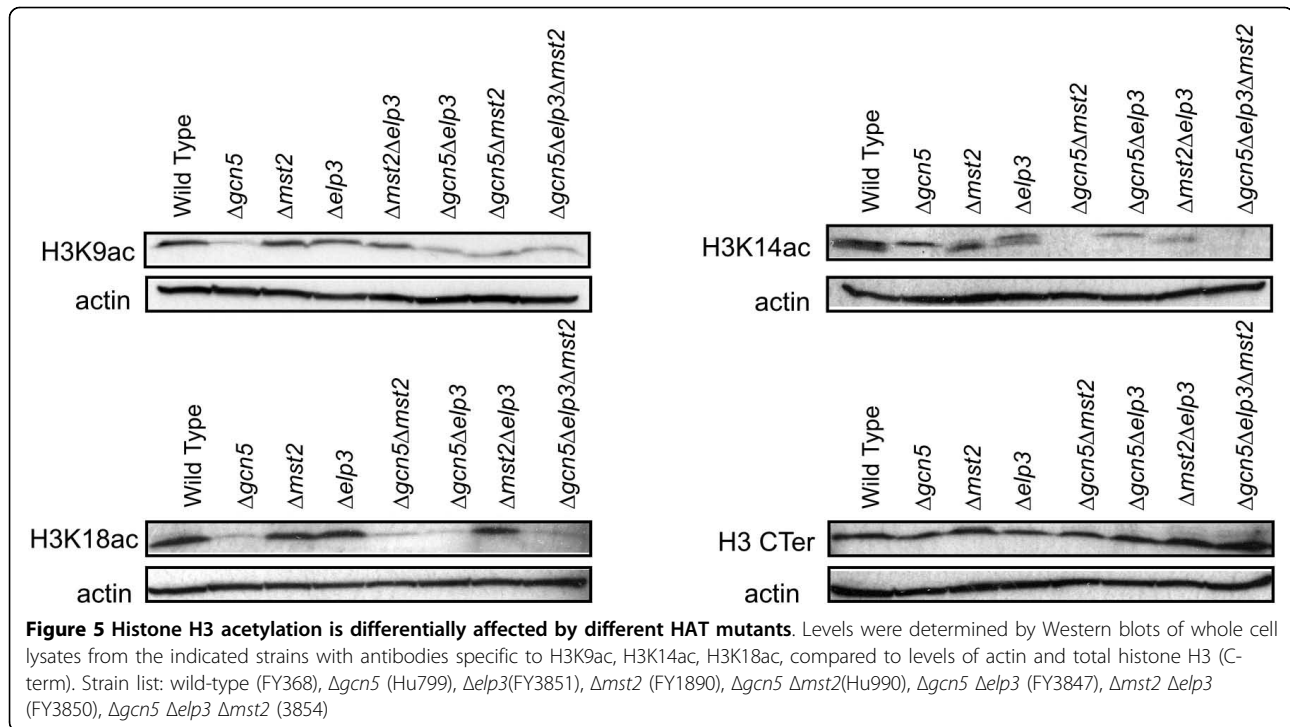 Wild Type
Δgcn5
Δmst2
Δelp3
Δmst2Δelp3
Δgcn5Δelp3
Δgcn5Δmst2
Δgcn5Δelp3Δmst2
H3K9ac
actin
Wild Type
Δgcn5
Δmst2
Δelp3
Δgcn5Δmst2
Δgcn5Δelp3
Δmst2Δelp3
Δgcn5Δelp3Δmst2
H3K14ac
actin
Wild Type
Δgcn5
Δmst2
Δelp3
Δgcn5Δmst2
Δgcn5Δelp3
Δmst2Δelp3
Δgcn5Δelp3Δmst2
H3K18ac
actin
Wild Type
Δgcn5
Δmst2
Δelp3
Δgcn5Δmst2
Δgcn5Δelp3
Δmst2Δelp3
Δgcn5Δelp3Δmst2
H3 CTer
actin
Figure 5 Histone H3 acetylation is differentially affected by different HAT mutants. Levels were determined by Western blots of whole cell
lysates from the indicated strains with antibodies specific to H3K9ac, H3K14ac, H3K18ac, compared to levels of actin and total histone H3 (C-
term). Strain list: wild-type (FY368), Δgcn5 (Hu799), Δelp3(FY3851), Δmst2 (FY1890), Δgcn5 Δmst2(Hu990), Δgcn5 Δelp3 (FY3847), Δmst2 Δelp3
(FY3850), Δgcn5 Δelp3 Δmst2 (3854)